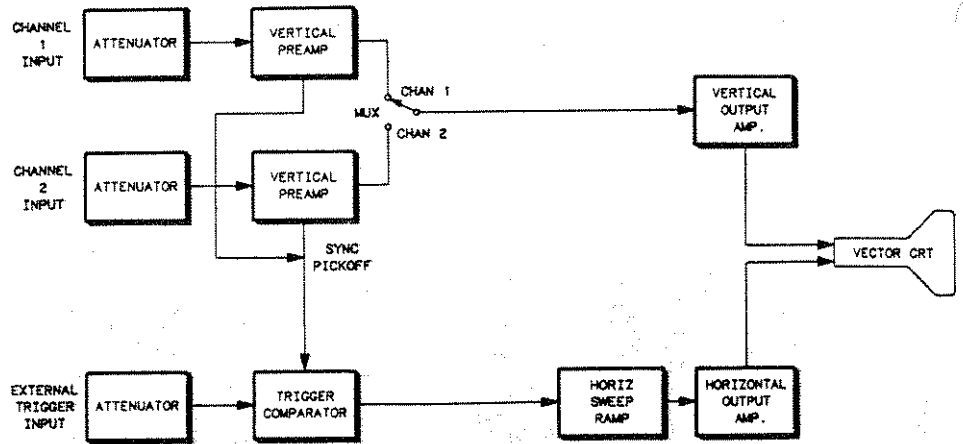 CHANNEL
1
INPUT
ATTENUATOR
VERTICAL
PREAMP
CHAN 1
MUX
CHAN 2
VERTICAL
OUTPUT
AMP.
CHANNEL
2
INPUT
ATTENUATOR
VERTICAL
PREAMP
SYNC
PICKOFF
VECTOR CRT
EXTERNAL
TRIGGER
INPUT
ATTENUATOR
TRIGGER
COMPARATOR
HORIZ
SWEEP
RAMP
HORIZONTAL
OUTPUT
AMP.